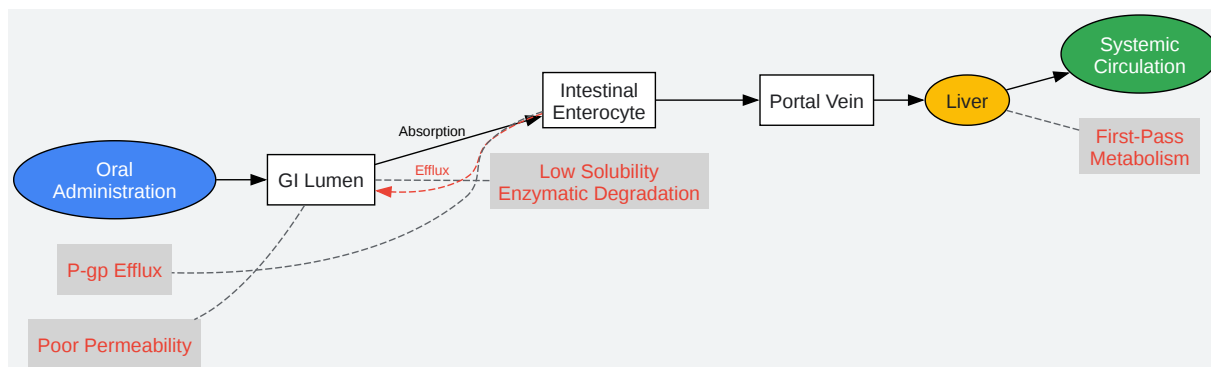 Systemic
Circulation
Intestinal
Enterocyte
Portal Vein
Liver
Absorption
First-Pass
Metabolism
Oral
Administration
GI Lumen
Efflux
Low Solubility
Enzymatic Degradation
P-gp Efflux
Poor Permeability